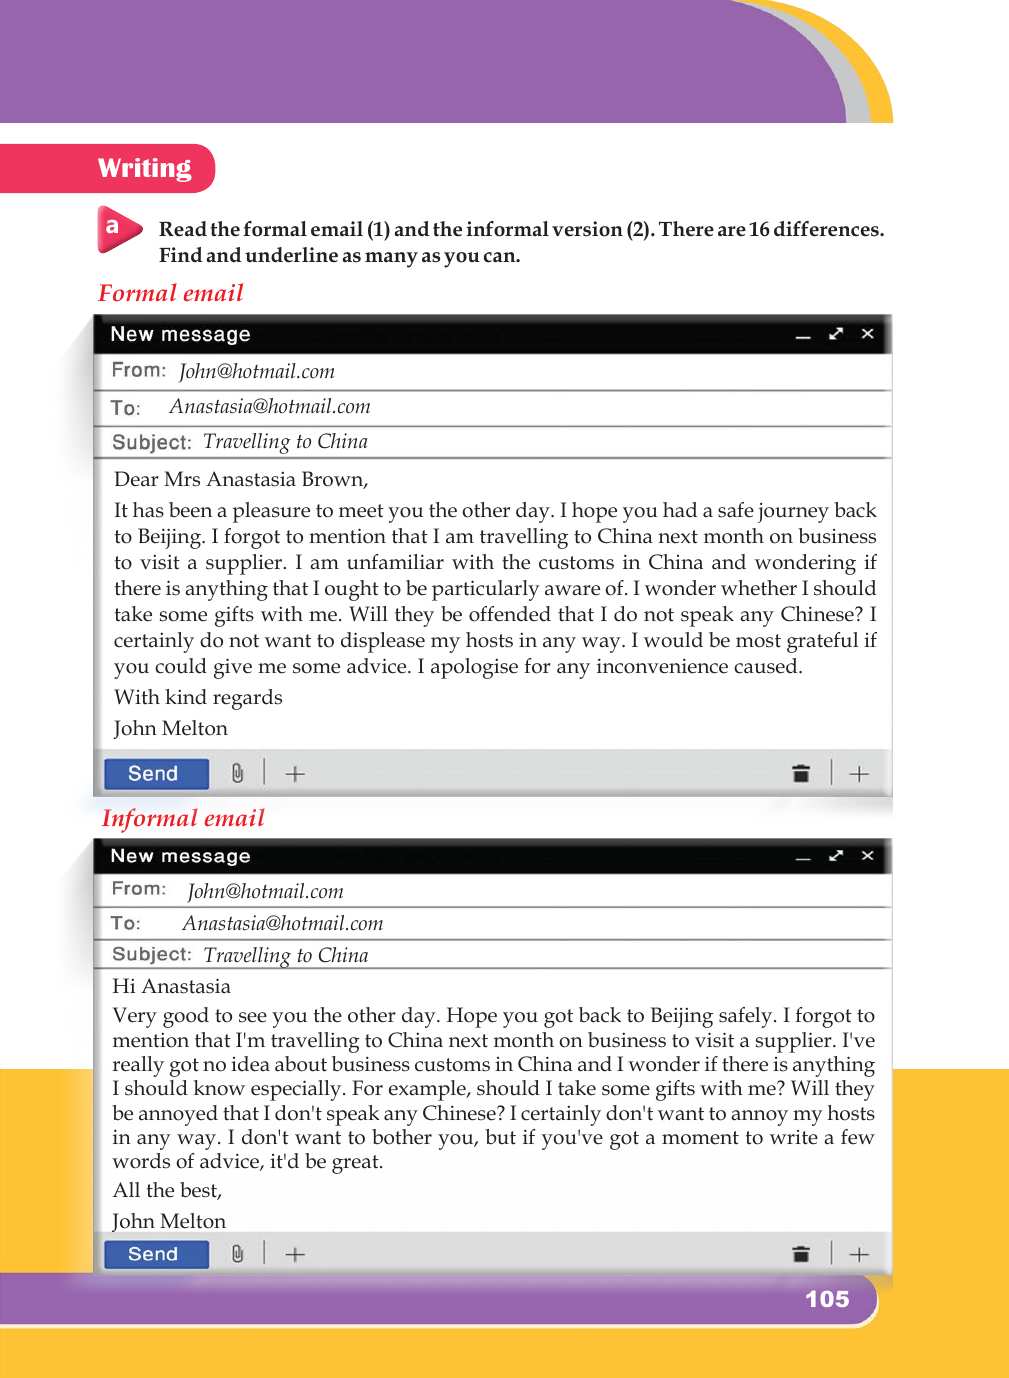 Writing
a
Read the formal email (1) and the informal version (2). There are 16 differences.
Find and underline as many as you can.
Formal email
New message
From: John@hotmail.com
To: Anastasia@hotmail.com
Subject: Travelling to China
Dear Mrs Anastasia Brown,
It has been a pleasure to meet you the other day. I hope you had a safe journey back
to Beijing. I forgot to mention that I am travelling to China next month on business
to visit a supplier. I am unfamiliar with the customs in China and wondering if
there is anything that I ought to be particularly aware of. I wonder whether I should
take some gifts with me. Will they be offended that I do not speak any Chinese? I
certainly do not want to displease my hosts in any way. I would be most grateful if
you could give me some advice. I apologise for any inconvenience caused.
With kind regards
John Melton
Send
Informal email
New message
From: John@hotmail.com
To: Anastasia@hotmail.com
Subject: Travelling to China
Hi Anastasia
Very good to see you the other day. Hope you got back to Beijing safely. I forgot to
mention that I'm travelling to China next month on business to visit a supplier. I've
really got no idea about business customs in China and I wonder if there is anything
I should know especially. For example, should I take some gifts with me? Will they
be annoyed that I don't speak any Chinese? I certainly don't want to annoy my hosts
in any way. I don't want to bother you, but if you've got a moment to write a few
words of advice, it'd be great.
All the best,
John Melton
Send
105